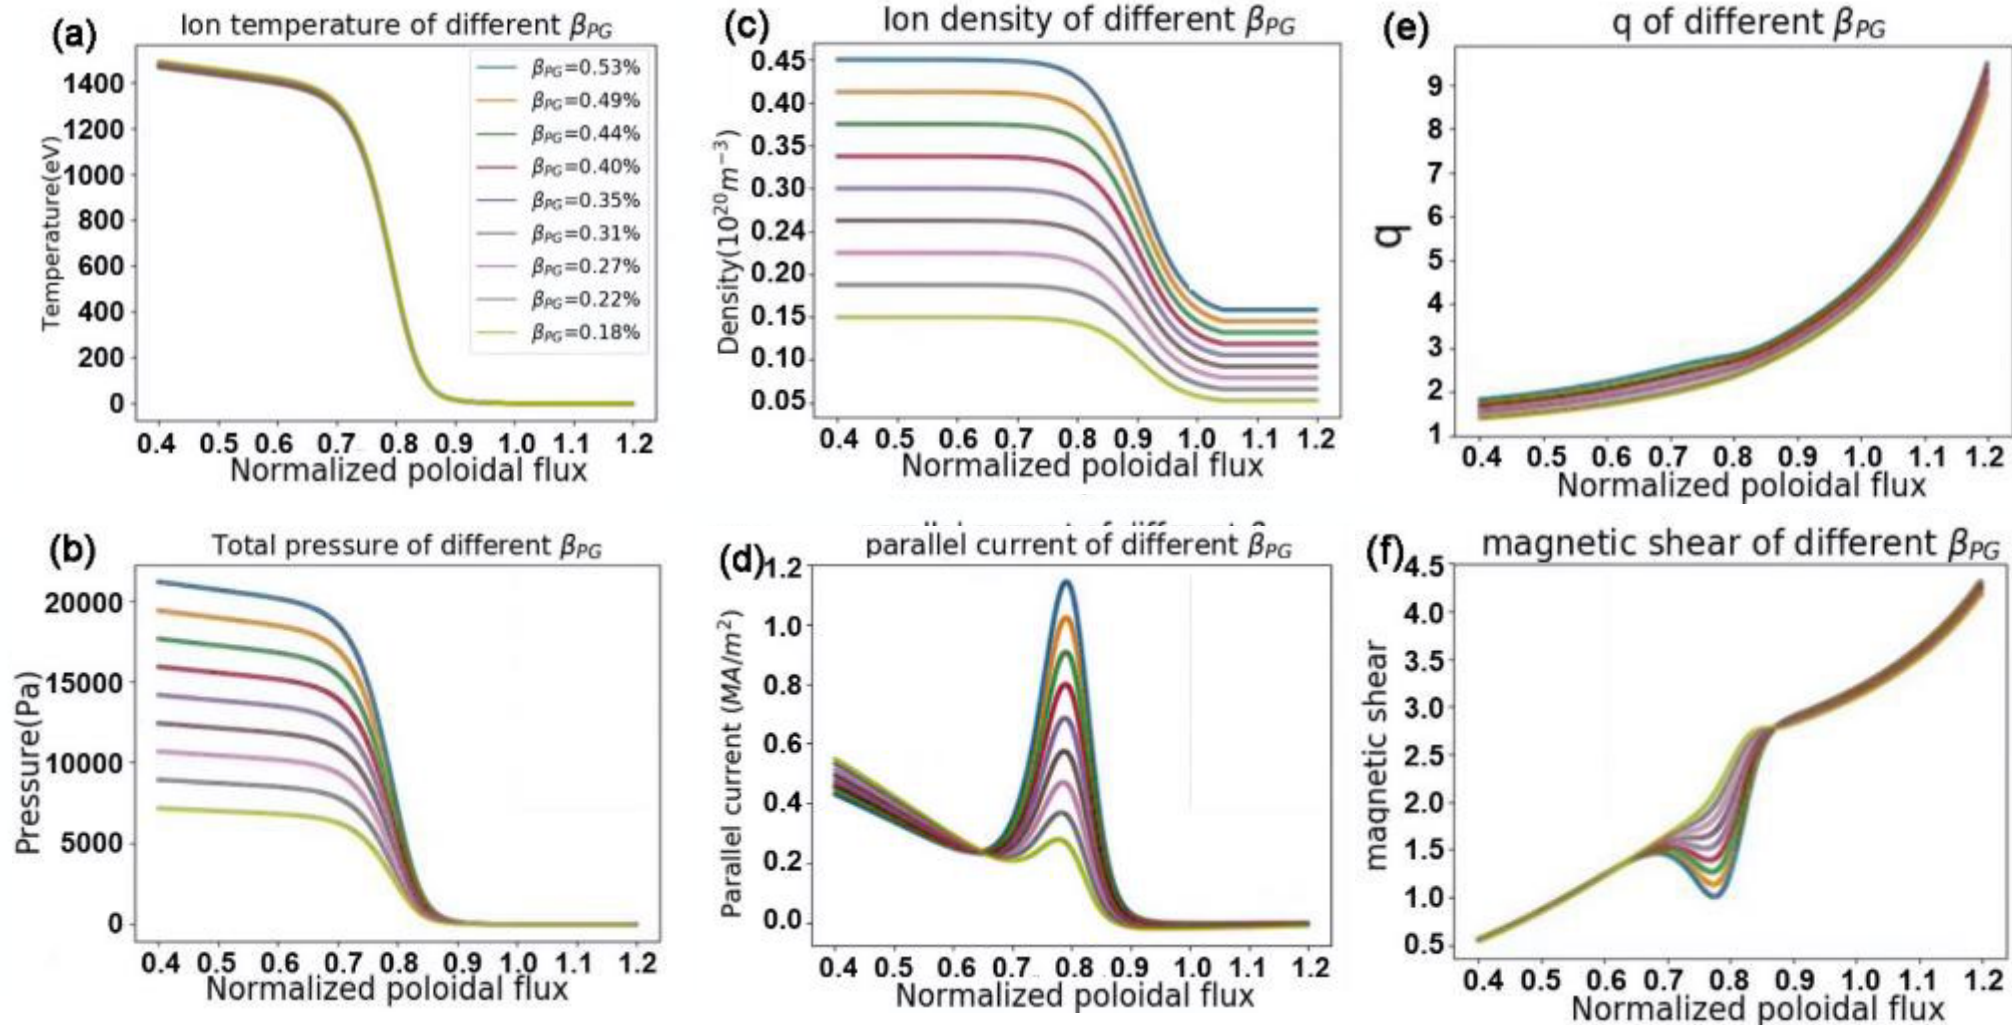 (a)
Ion temperature of different β_PG
1400
1200
1000
800
600
400
200
0
Temperature(eV)
β_PG=0.53%
β_PG=0.49%
β_PG=0.44%
β_PG=0.40%
β_PG=0.35%
β_PG=0.31%
β_PG=0.27%
β_PG=0.22%
β_PG=0.18%
0.4 0.5 0.6 0.7 0.8 0.9 1.0 1.1 1.2
Normalized poloidal flux
(c)
Ion density of different β_PG
0.45
0.40
0.35
0.30
0.24
0.20
0.15
0.10
0.05
Density(10^20 m^−3)
0.4 0.5 0.6 0.7 0.8 0.9 1.0 1.1 1.2
Normalized poloidal flux
(e)
q of different β_PG
9
8
7
6
5
4
3
2
1
q
0.4 0.5 0.6 0.7 0.8 0.9 1.0 1.1 1.2
Normalized poloidal flux
(b)
Total pressure of different β_PG
20000
15000
10000
5000
0
Pressure(Pa)
0.4 0.5 0.6 0.7 0.8 0.9 1.0 1.1 1.2
Normalized poloidal flux
(d)
parallel current of different β_PG
1.2
1.0
0.8
0.6
0.4
0.2
0.0
Parallel current (MA/m^2)
0.4 0.5 0.6 0.7 0.8 0.9 1.0 1.1 1.2
Normalized poloidal flux
(f)
magnetic shear of different β_PG
4.5
4.0
3.5
3.0
2.5
2.0
1.5
1.0
0.5
magnetic shear
0.4 0.5 0.6 0.7 0.8 0.9 1.0 1.1 1.2
Normalized poloidal flux